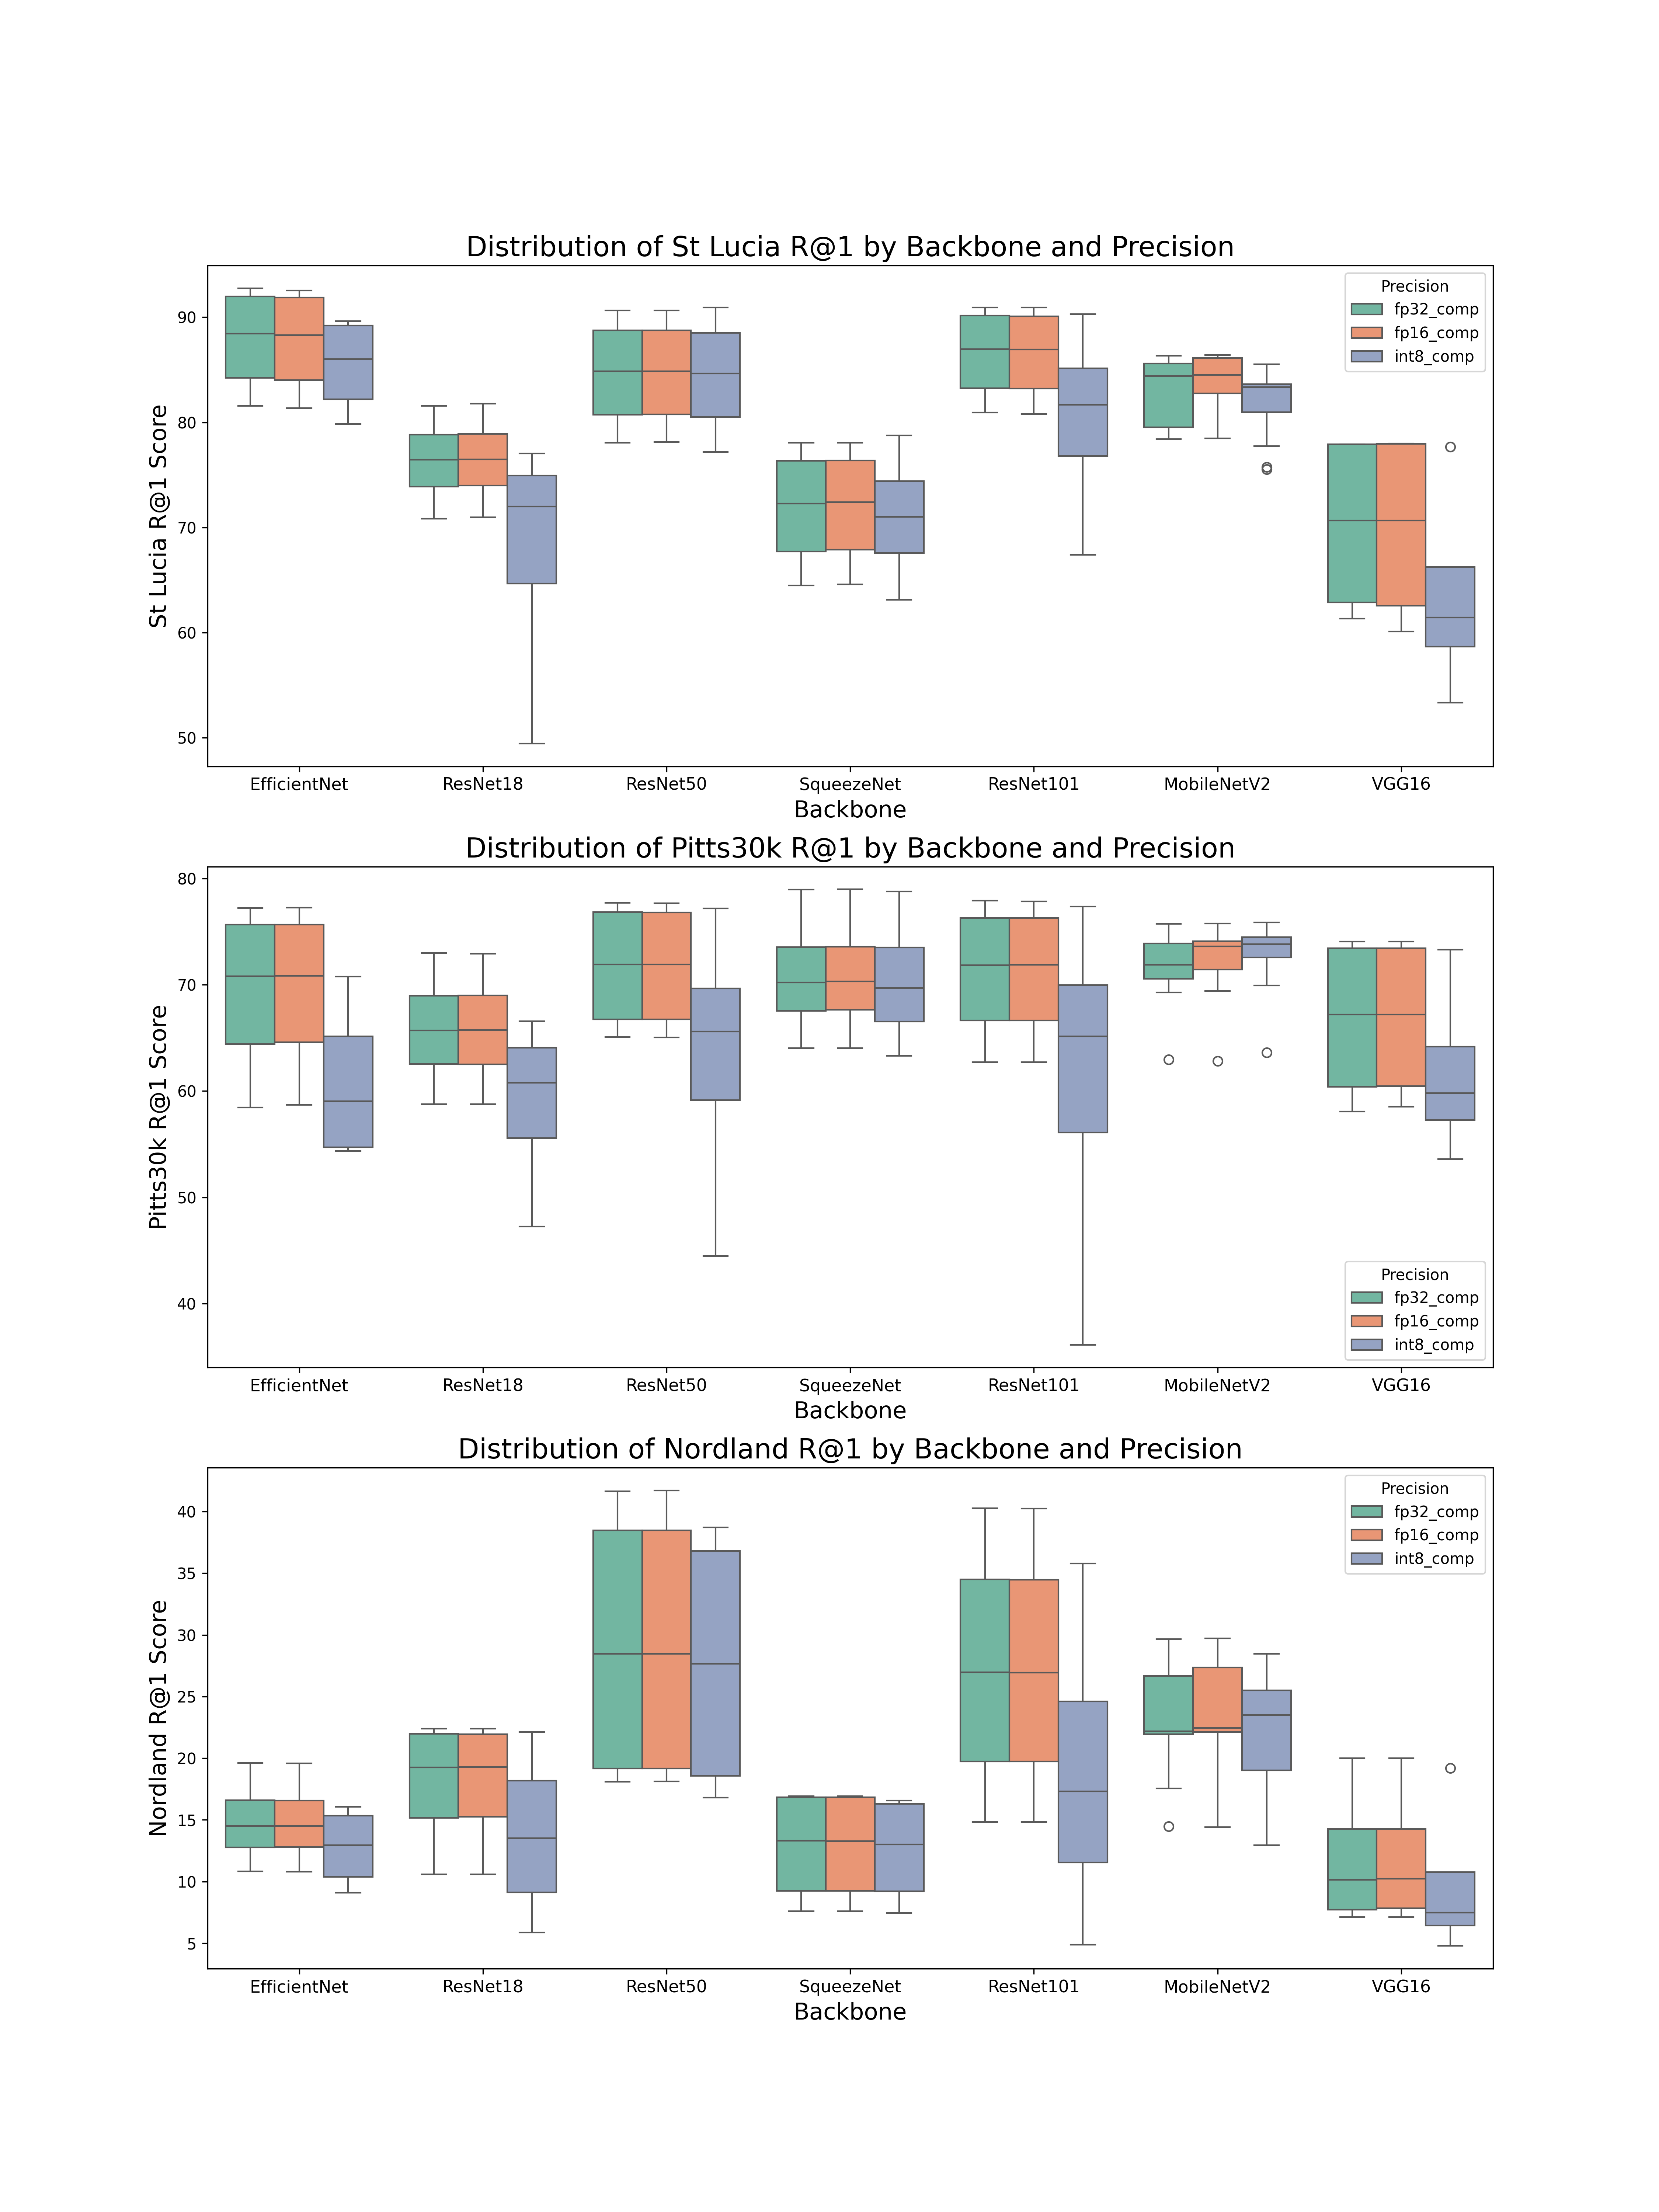 Distribution of St Lucia R@1 by Backbone and Precision
St Lucia R@1 Score
90
80
70
60
50
Precision
fp32_comp
fp16_comp
int8_comp
EfficientNet ResNet18 ResNet50 SqueezeNet ResNet101 MobileNetV2 VGG16
Backbone
Distribution of Pitts30k R@1 by Backbone and Precision
Pitts30k R@1 Score
80
70
60
50
40
Precision
fp32_comp
fp16_comp
int8_comp
EfficientNet ResNet18 ResNet50 SqueezeNet ResNet101 MobileNetV2 VGG16
Backbone
Distribution of Nordland R@1 by Backbone and Precision
Nordland R@1 Score
40
35
30
25
20
15
10
5
Precision
fp32_comp
fp16_comp
int8_comp
EfficientNet ResNet18 ResNet50 SqueezeNet ResNet101 MobileNetV2 VGG16
Backbone